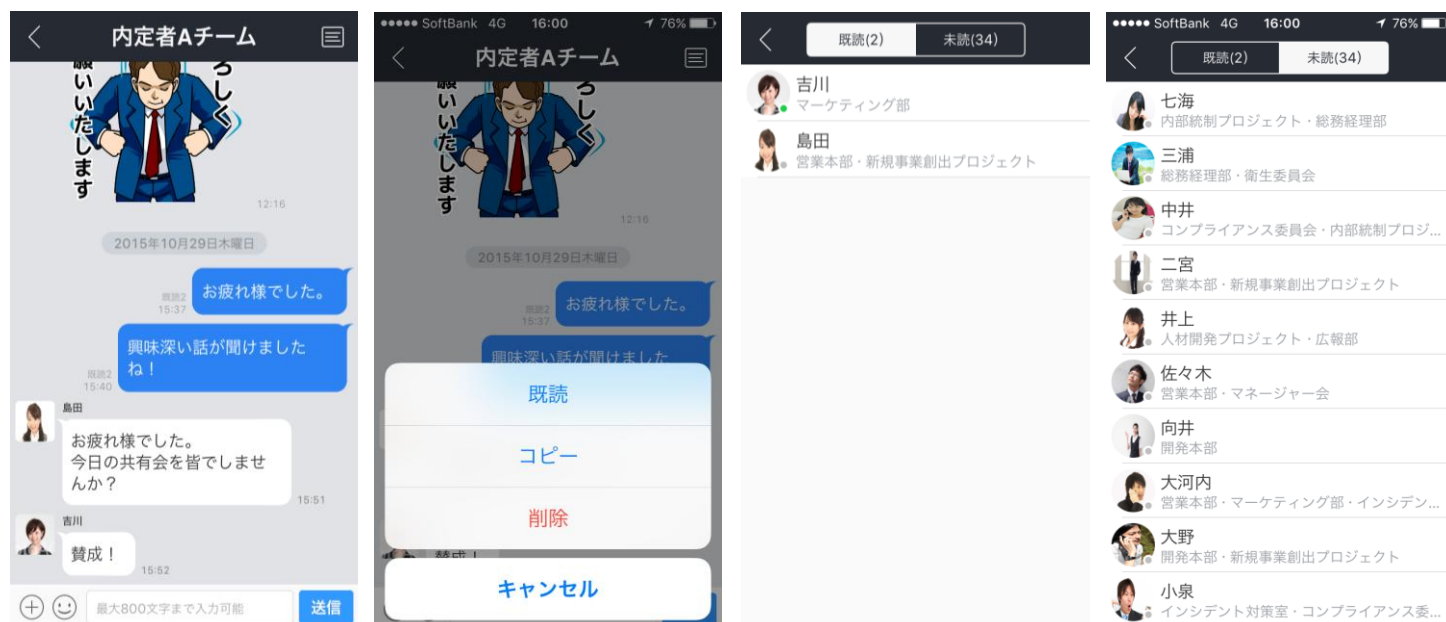 内定者Aチーム
ろしく
願いいたします
12:16
2015年10月29日木曜日
お疲れ様でした。
既読2
15:37
興味深い話が聞けました
ね！
既読2
15:40
島田
お疲れ様でした。
今日の共有会を皆でしませ
んか？
15:51
吉川
賛成！
15:52
最大800文字まで入力可能
送信
SoftBank 4G 16:00 76%
内定者Aチーム
ろしく
願いいたします
12:16
2015年10月29日木曜日
お疲れ様でした。
既読2
15:37
興味深い話が聞けました
既読
コピー
削除
賛成！
キャンセル
既読(2) 未読(34)
吉川
マーケティング部
島田
営業本部・新規事業創出プロジェクト
SoftBank 4G 16:00 76%
既読(2) 未読(34)
七海
内部統制プロジェクト・総務経理部
三浦
総務経理部・衛生委員会
中井
コンプライアンス委員会・内部統制プロジ...
二宮
営業本部・新規事業創出プロジェクト
井上
人材開発プロジェクト・広報部
佐々木
営業本部・マネージャー会
向井
開発本部
大河内
営業本部・マーケティング部・インシデン...
大野
開発本部・新規事業創出プロジェクト
小泉
インシデント対策室・コンプライアンス委...